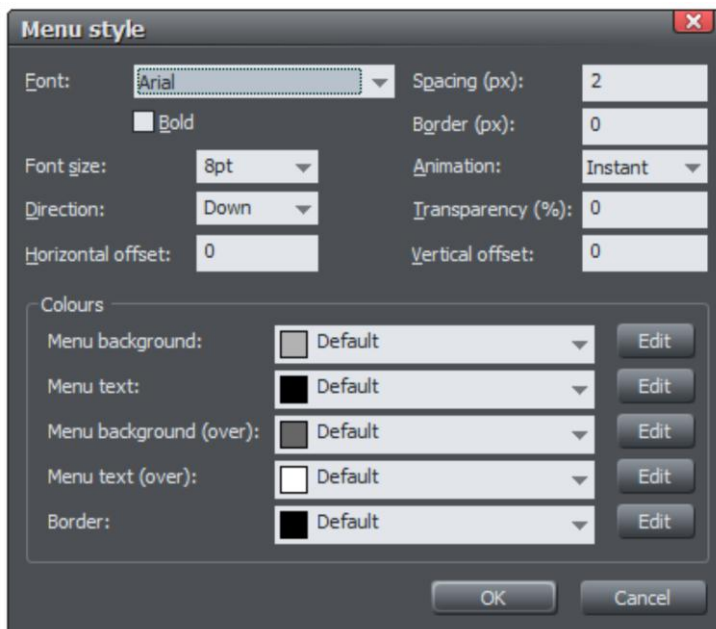 Menu style
Font: Arial Spacing (px): 2
Bold Border (px): 0
Font size: 8pt Animation: Instant
Direction: Down Transparency (%): 0
Horizontal offset: 0 Vertical offset: 0
Colours
Menu background: Default Edit
Menu text: Default Edit
Menu background (over): Default Edit
Menu text (over): Default Edit
Border: Default Edit
OK Cancel